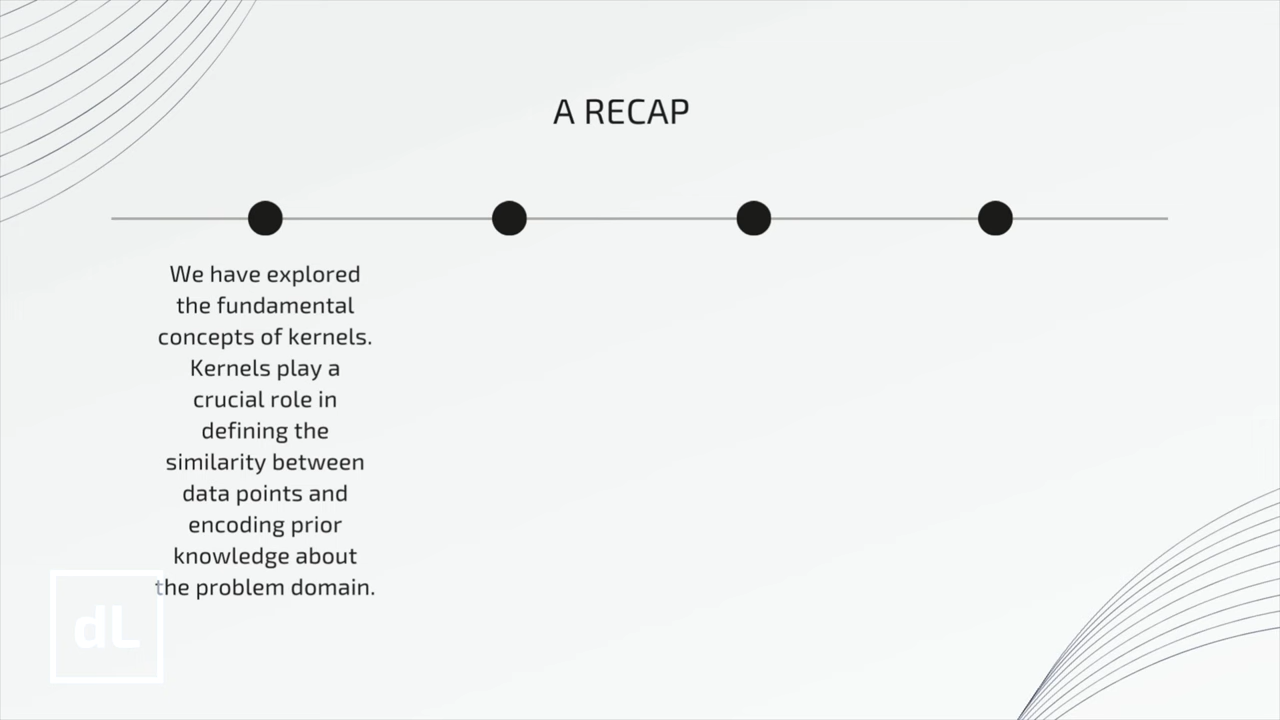 A RECAP
We have explored
the fundamental
concepts of kernels.
Kernels play a
crucial role in
defining the
similarity between
data points and
encoding prior
knowledge about
the problem domain.
dL